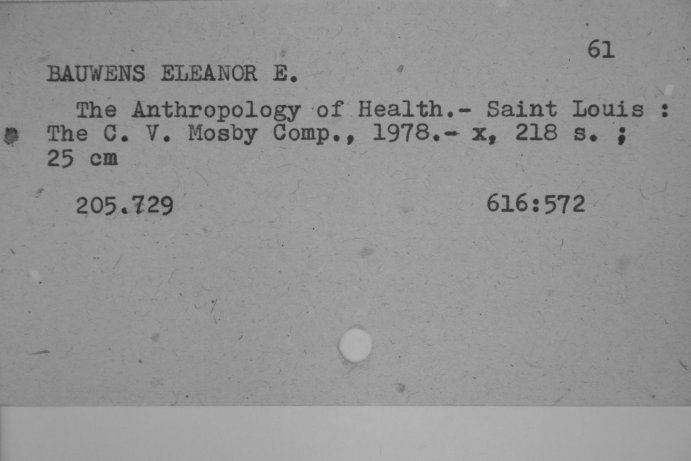 61
BAUWENS ELEANOR E.
The Anthropology of Health.- Saint Louis :
The C. V. Mosby Comp., 1978.- x, 218 s. ;
25 cm
205.729 616:572